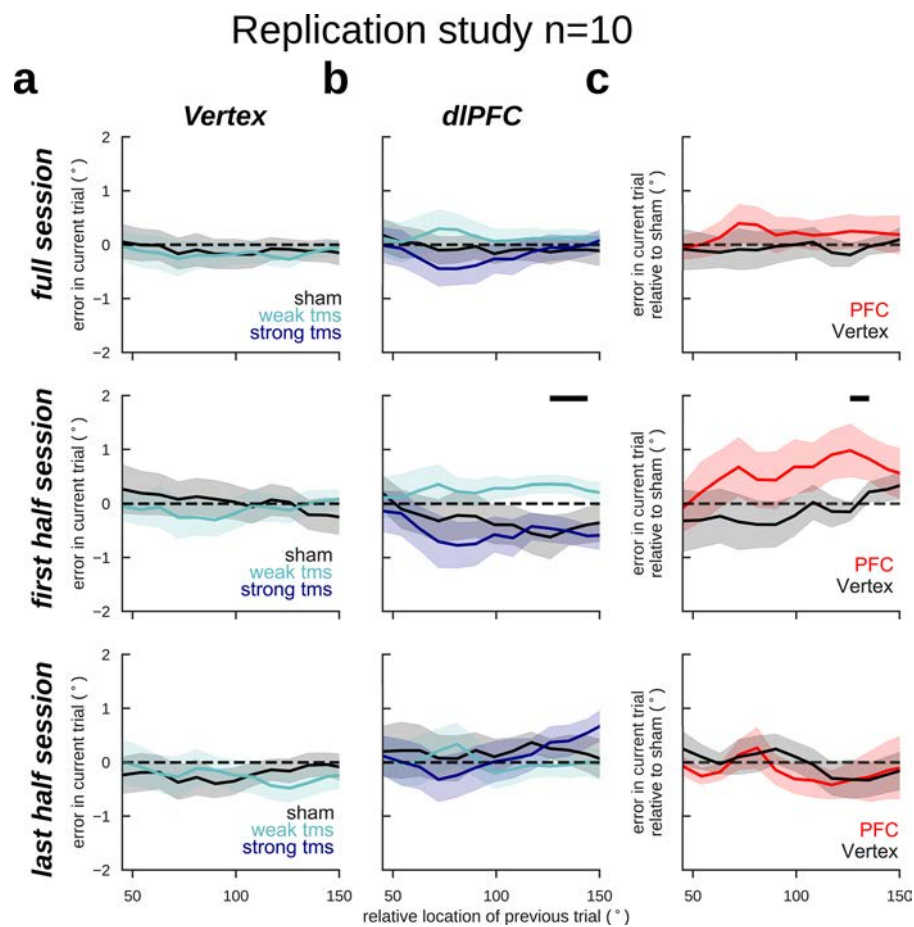 Replication study n=10
a
b
c
Vertex
dlPFC
full session
error in current trial (°)
2
1
0
−1
−2
sham
weak tms
strong tms
error in current trial
relative to sham (°)
PFC
Vertex
first half session
error in current trial (°)
2
1
0
−1
−2
sham
weak tms
strong tms
error in current trial
relative to sham (°)
PFC
Vertex
last half session
error in current trial (°)
2
1
0
−1
−2
sham
weak tms
strong tms
error in current trial
relative to sham (°)
PFC
Vertex
50 100 150
50 100 150
50 100 150
relative location of previous trial (°)